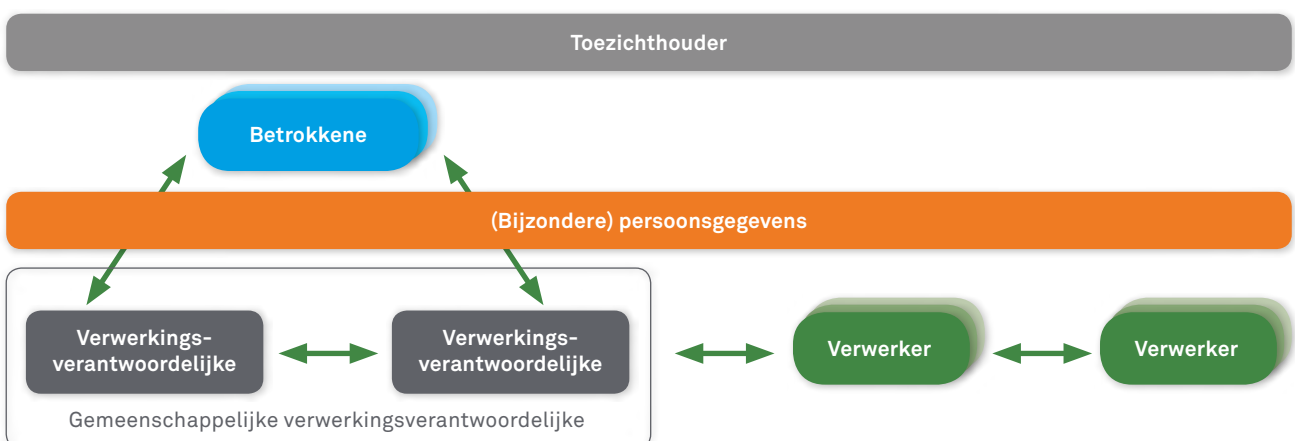 Toezichthouder
Betrokkene
(Bijzondere) persoonsgegevens
Verwerkings-
verantwoordelijke
Verwerkings-
verantwoordelijke
Verwerker
Verwerker
Gemeenschappelijke verwerkingsverantwoordelijke